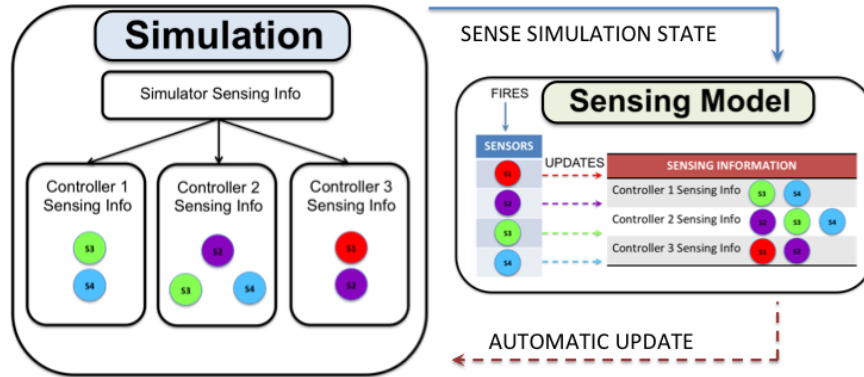 Simulation
Simulator Sensing Info
Controller 1
Sensing Info
S3
S4
Controller 2
Sensing Info
S2
S3
S4
Controller 3
Sensing Info
S1
S2
SENSE SIMULATION STATE
FIRES
Sensing Model
SENSORS
S1
S2
S3
S4
UPDATES
SENSING INFORMATION
Controller 1 Sensing Info
S3
S4
Controller 2 Sensing Info
S2
S3
S4
Controller 3 Sensing Info
S1
S2
AUTOMATIC UPDATE